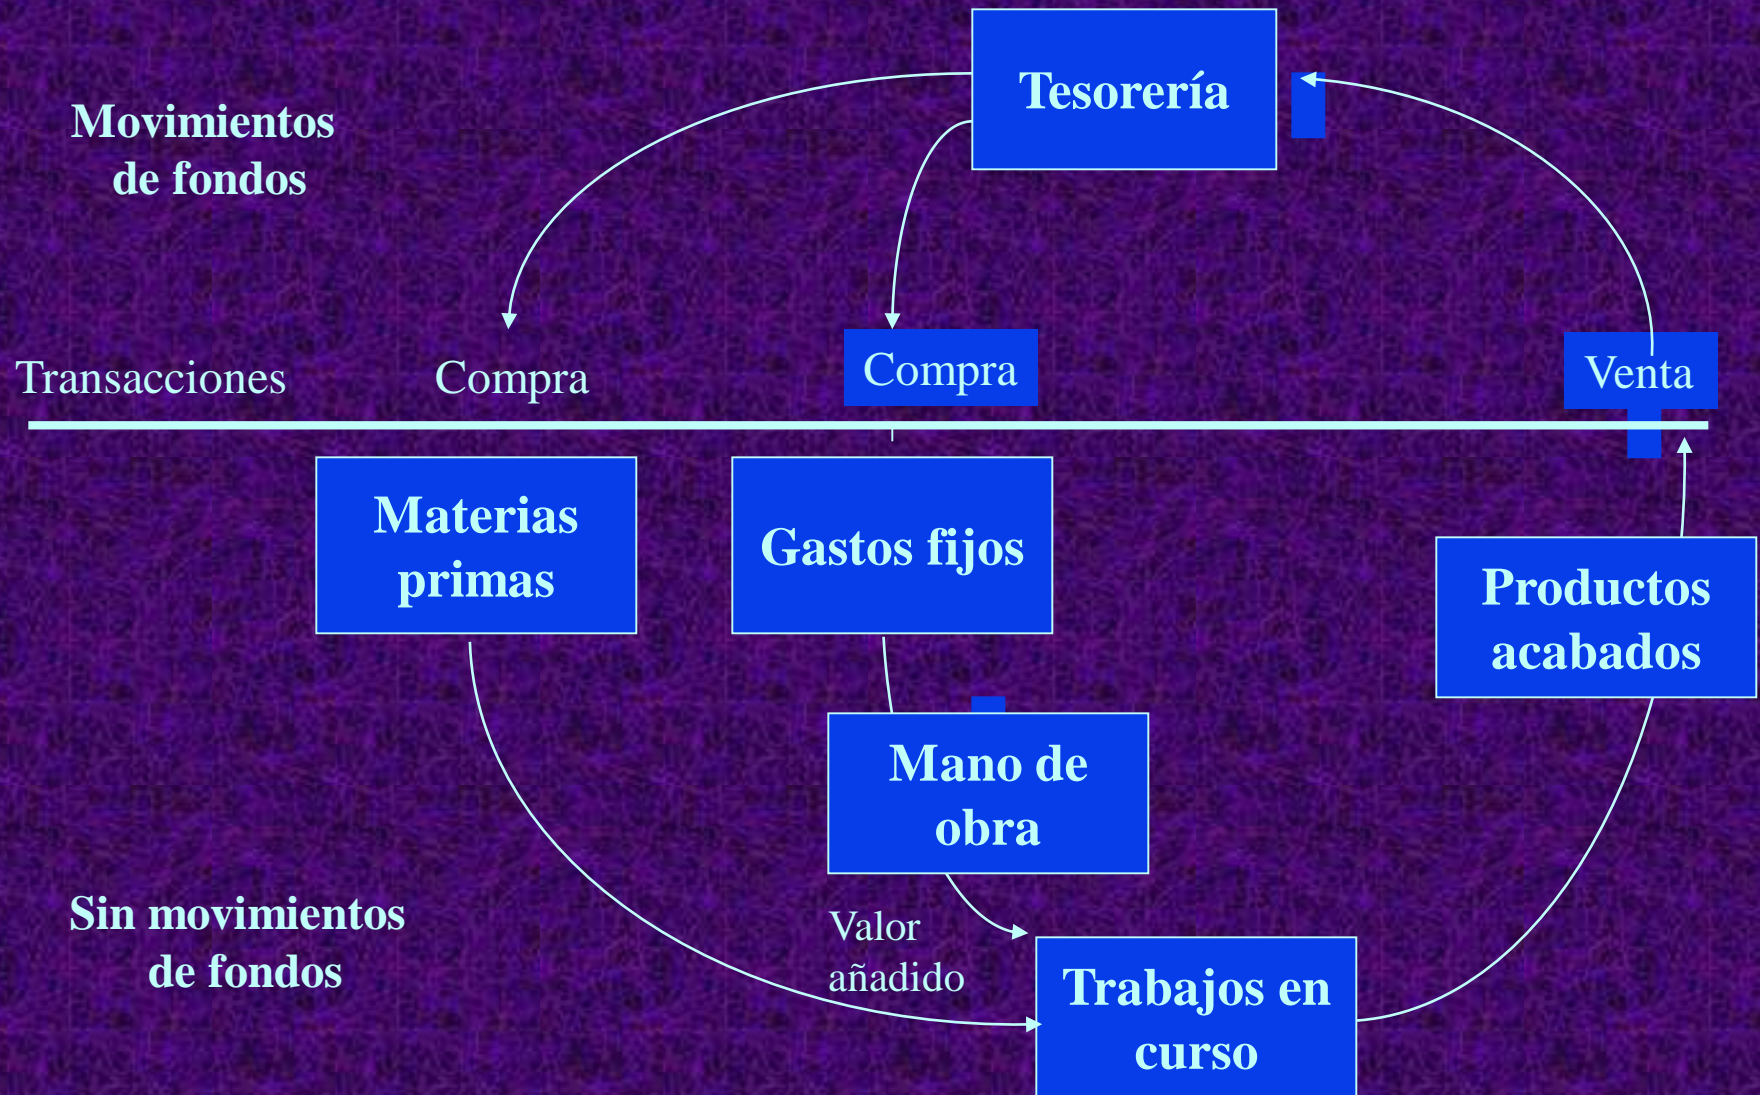 Tesorería
Movimientos
de fondos
Transacciones
Compra
Compra
Venta
Materias
primas
Gastos fijos
Productos
acabados
Mano de
obra
Sin movimientos
de fondos
Valor
añadido
Trabajos en
curso